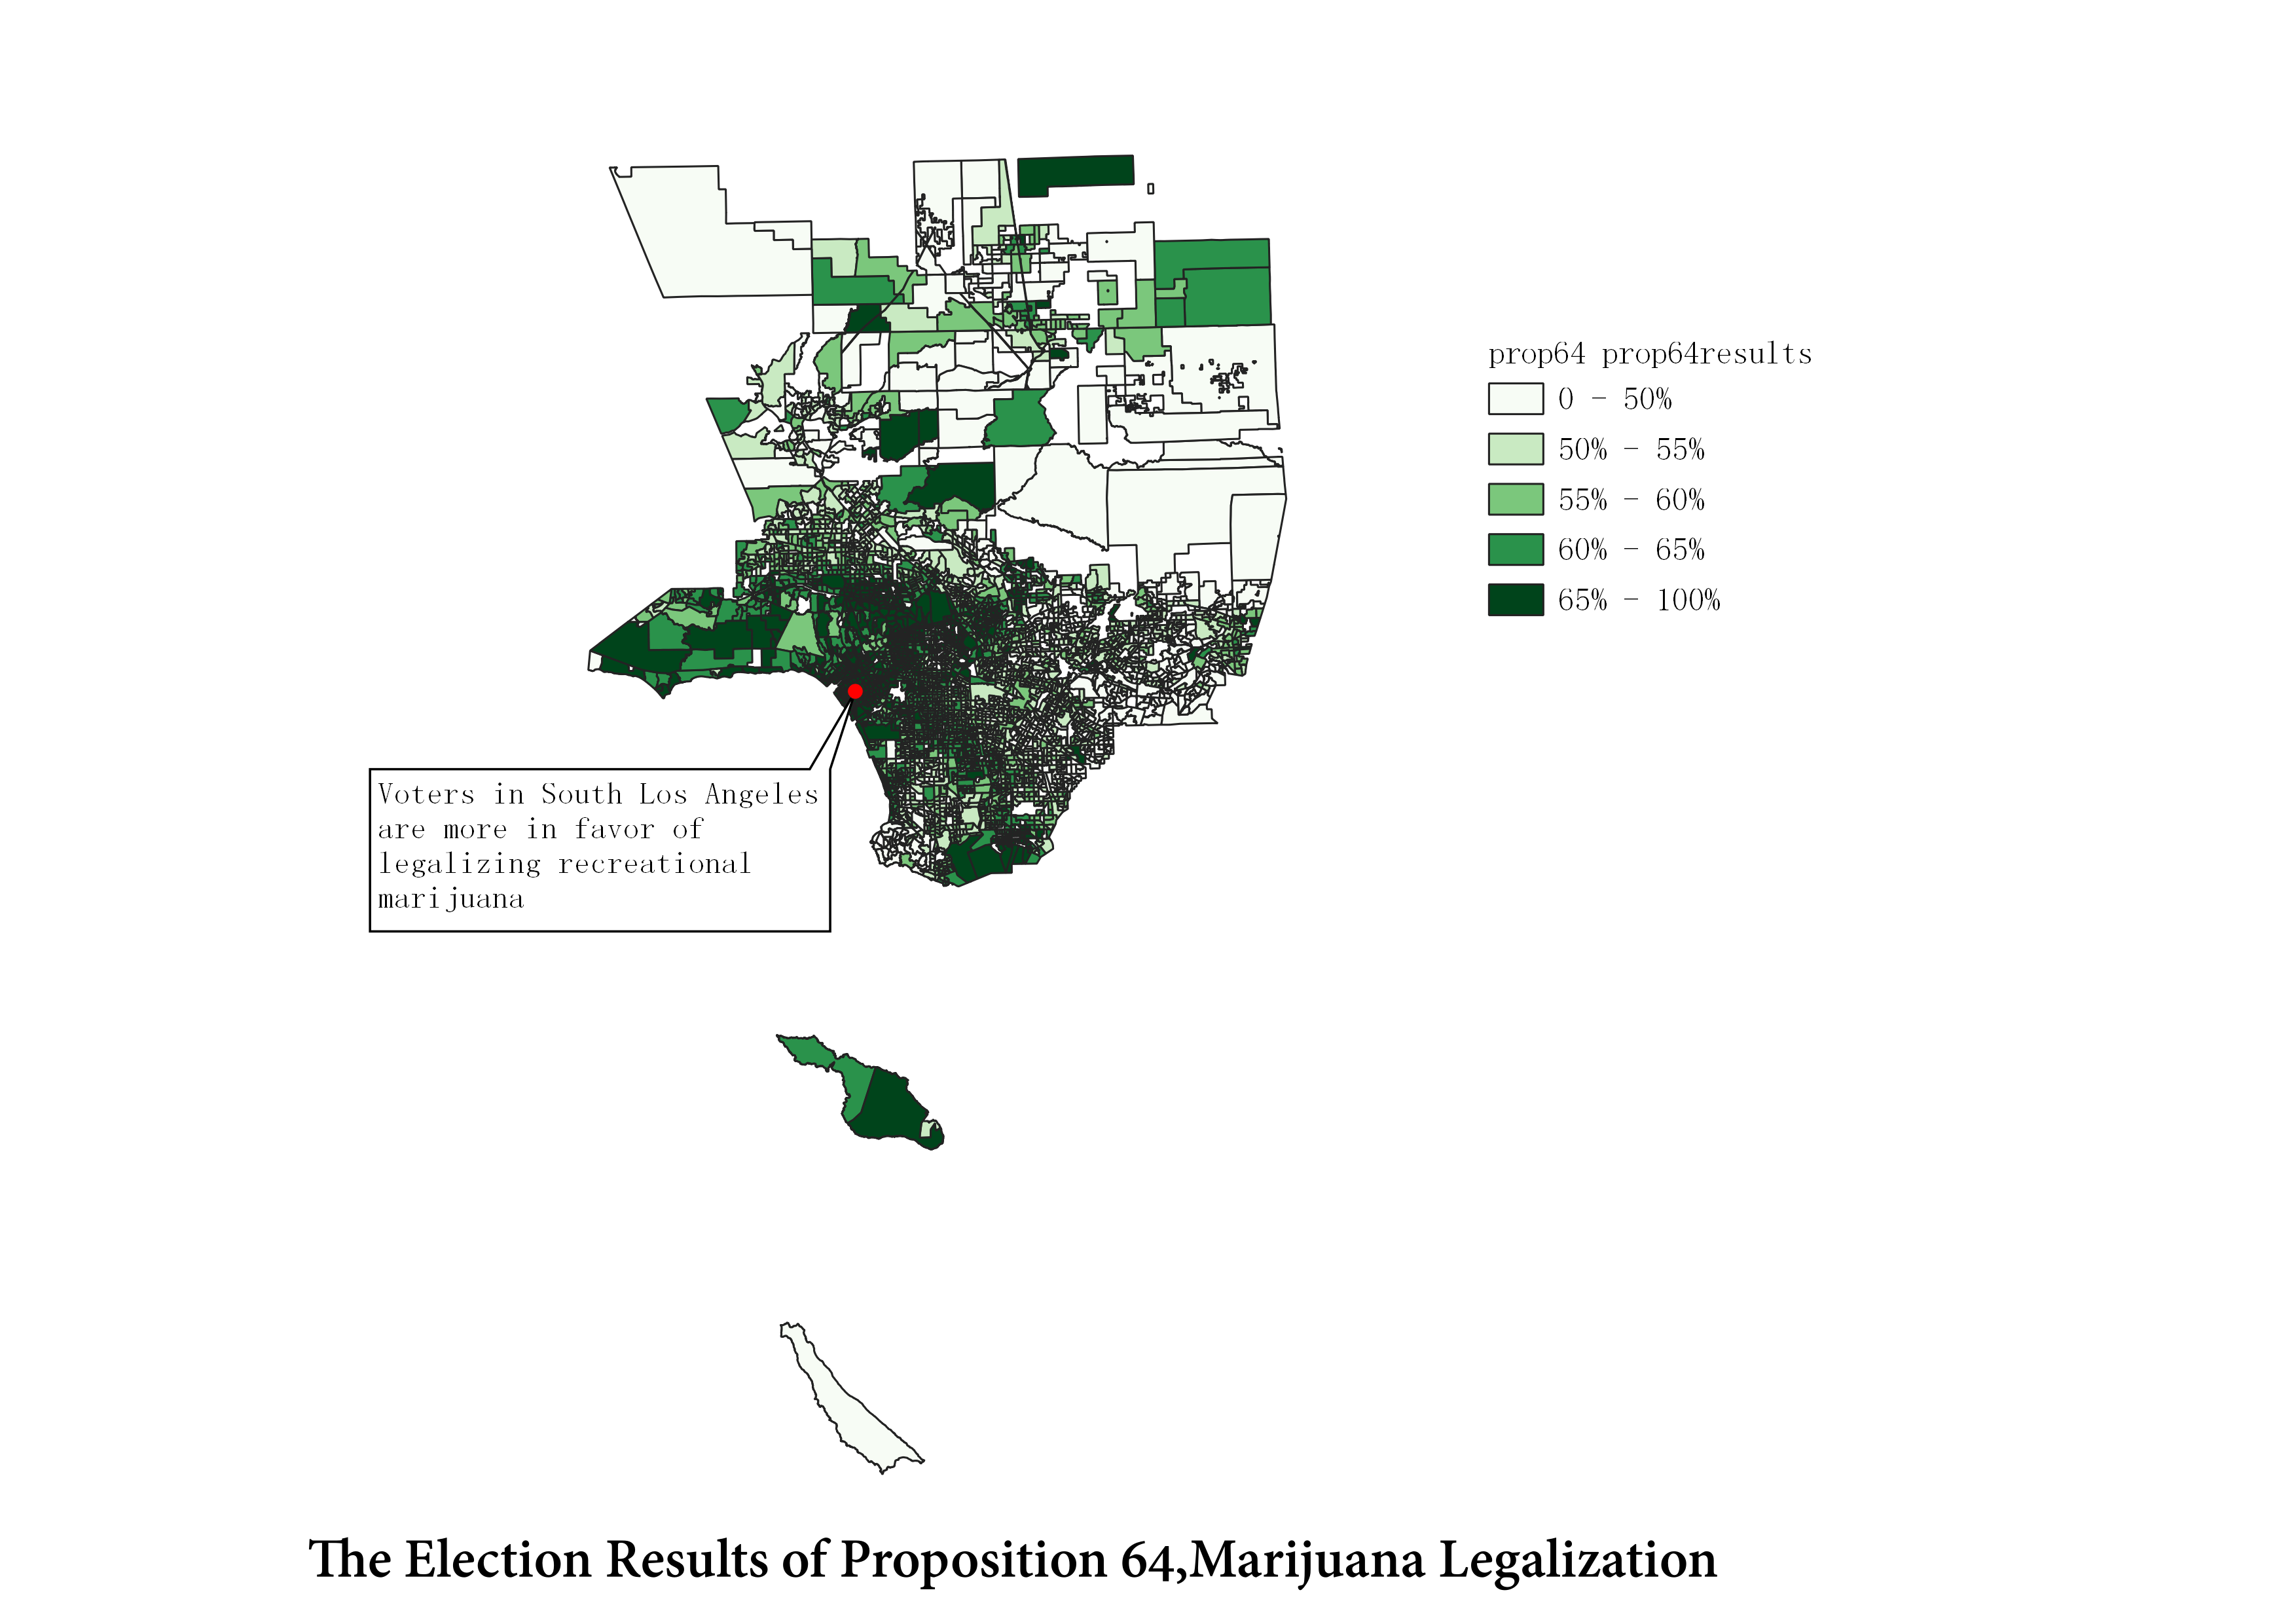 prop64 prop64results
0 - 50%
50% - 55%
55% - 60%
60% - 65%
65% - 100%
Voters in South Los Angeles
are more in favor of
legalizing recreational
marijuana
The Election Results of Proposition 64,Marijuana Legalization